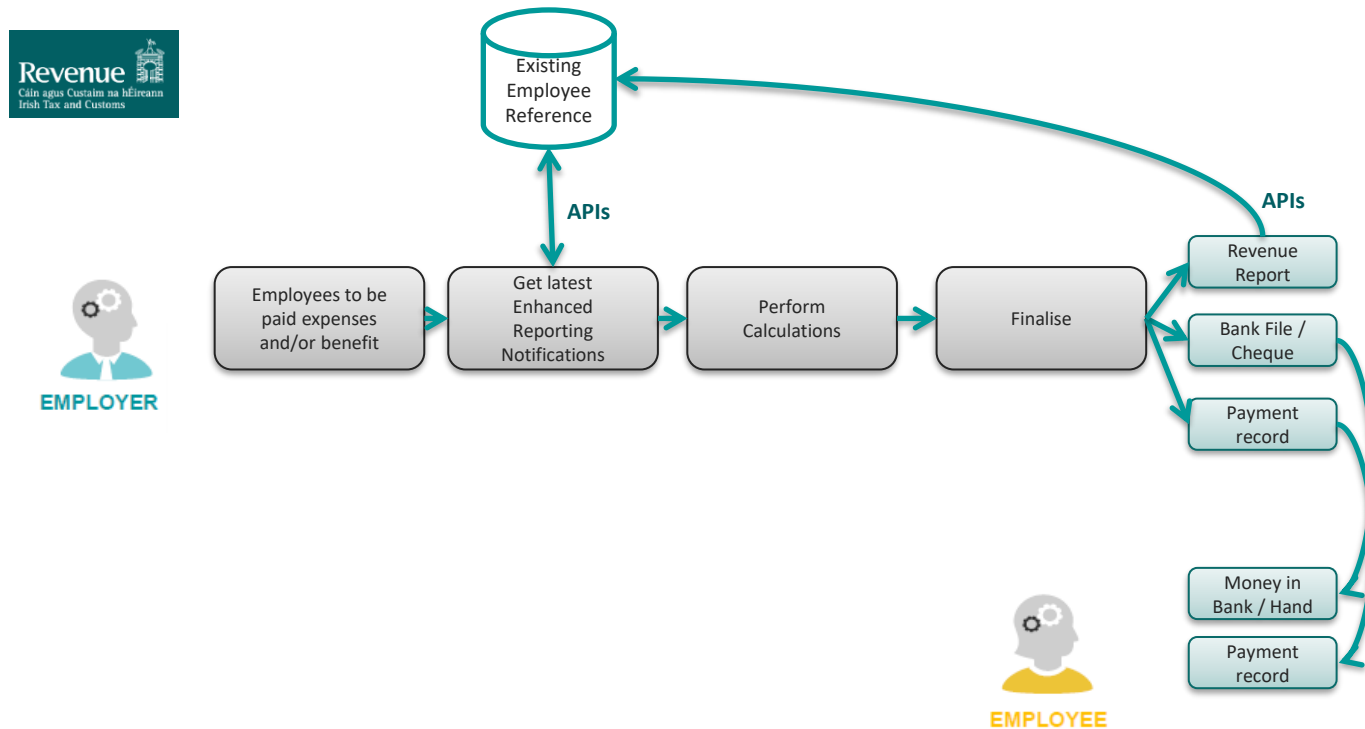 Revenue
Cáin agus Custaim na hÉireann
Irish Tax and Customs
Existing
Employee
Reference
APIs
APIs
Employees to be
paid expenses
and/or benefit
Get latest
Enhanced
Reporting
Notifications
Perform
Calculations
Finalise
Revenue
Report
Bank File /
Cheque
Payment
record
EMPLOYER
Money in
Bank / Hand
Payment
record
EMPLOYEE